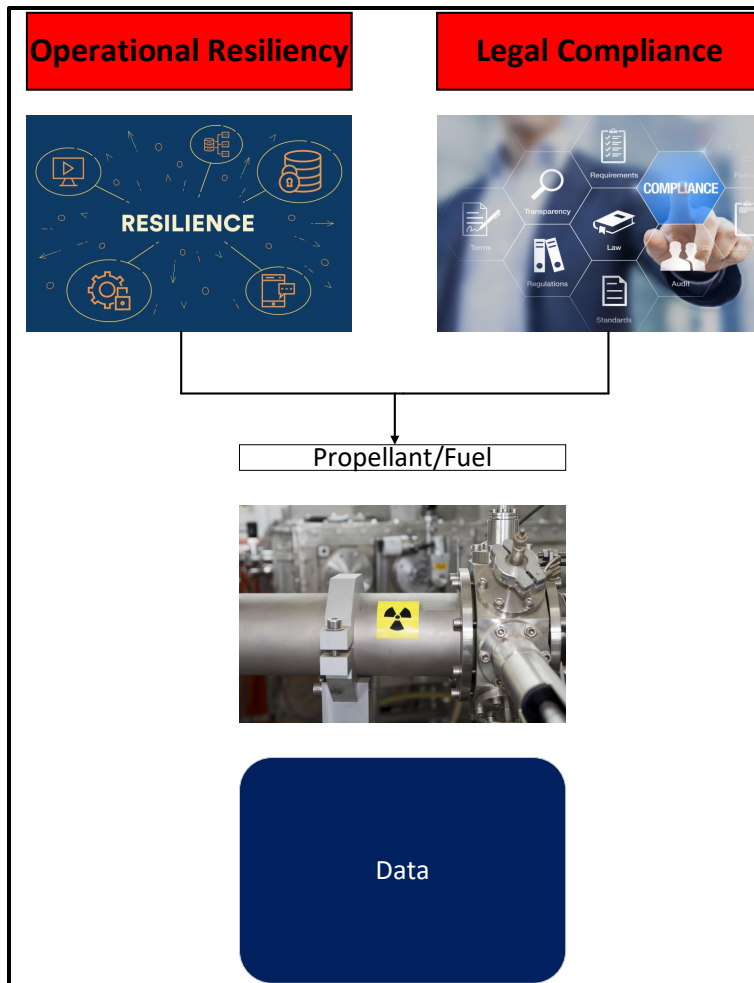 Operational Resiliency
Legal Compliance
RESILIENCE
Requirements
COMPLIANCE
Transparency
Terms
Law
Regulations
Audit
Standards
Propellant/Fuel
Data